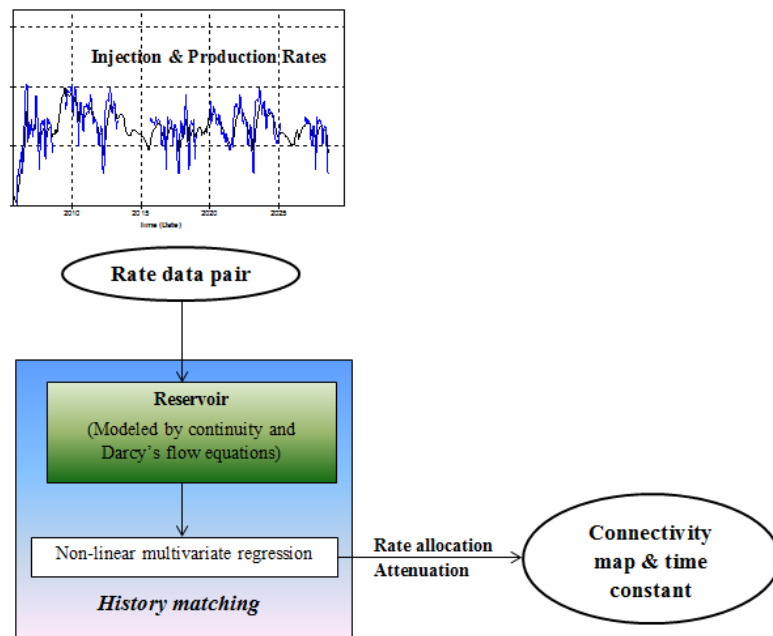 Injection & Production Rates
2010 2015 2020 2025
Time (Date)
Rate data pair
Reservoir
(Modeled by continuity and
Darcy's flow equations)
Non-linear multivariate regression
Rate allocation
Attenuation
History matching
Connectivity
map & time
constant